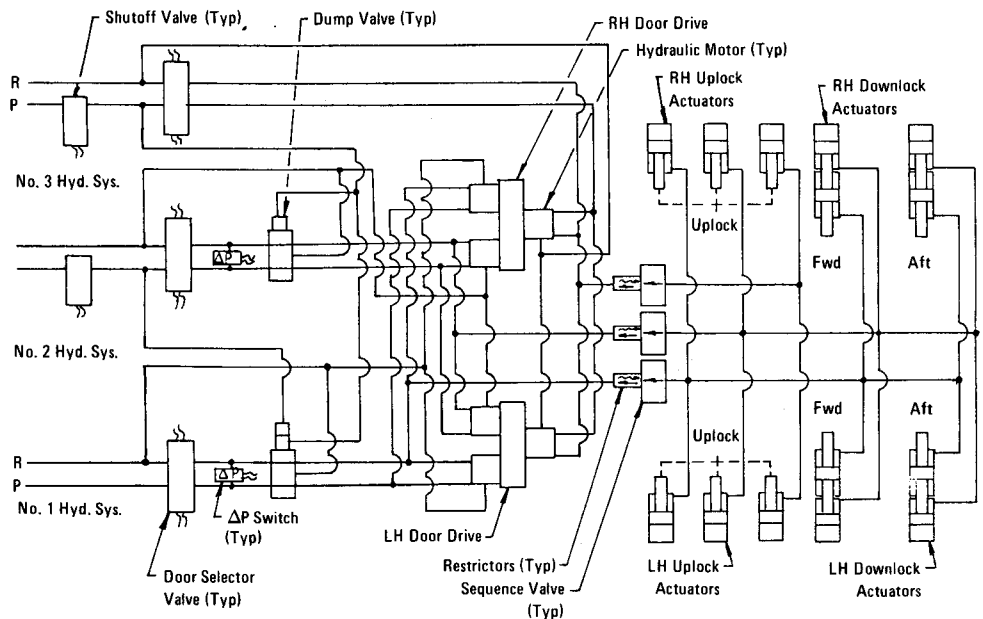 Shutoff Valve (Typ)
Dump Valve (Typ)
RH Door Drive
Hydraulic Motor (Typ)
R
P
RH Uplock
Actuators
RH Downlock
Actuators
No. 3 Hyd. Sys.
Uplock
Fwd
Aft
ΔP
No. 2 Hyd. Sys.
Fwd
Aft
Uplock
R
P
ΔP
No. 1 Hyd. Sys.
ΔP Switch
(Typ)
LH Door Drive
Door Selector
Valve (Typ)
Restrictors (Typ)
Sequence Valve
(Typ)
LH Uplock
Actuators
LH Downlock
Actuators